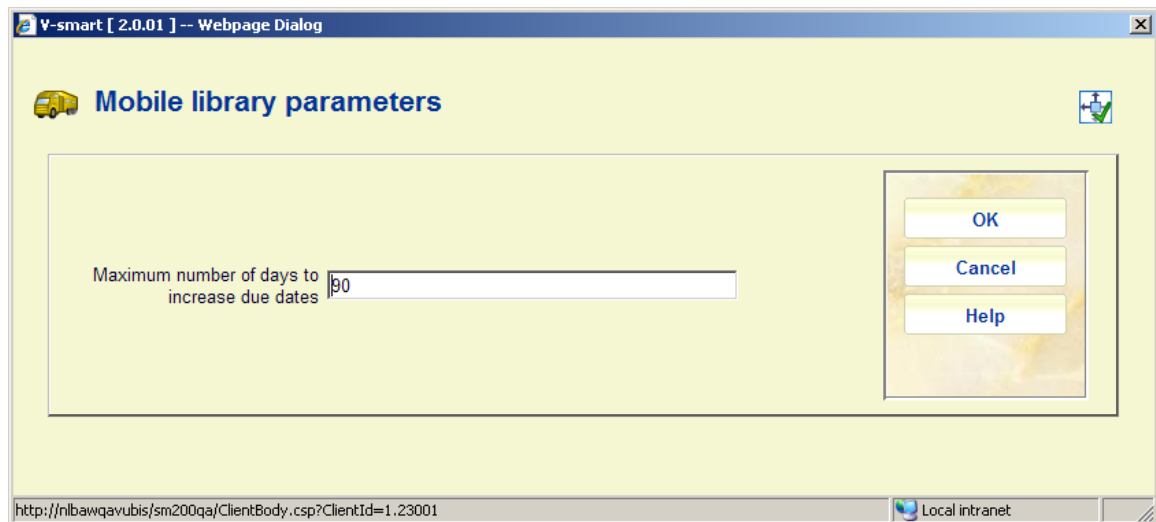 V-smart [ 2.0.01 ] -- Webpage Dialog
Mobile library parameters
Maximum number of days to
increase due dates
90
OK
Cancel
Help
http://nlbawqavubis/sm200qa/ClientBody.csp?ClientId=1.23001
Local intranet